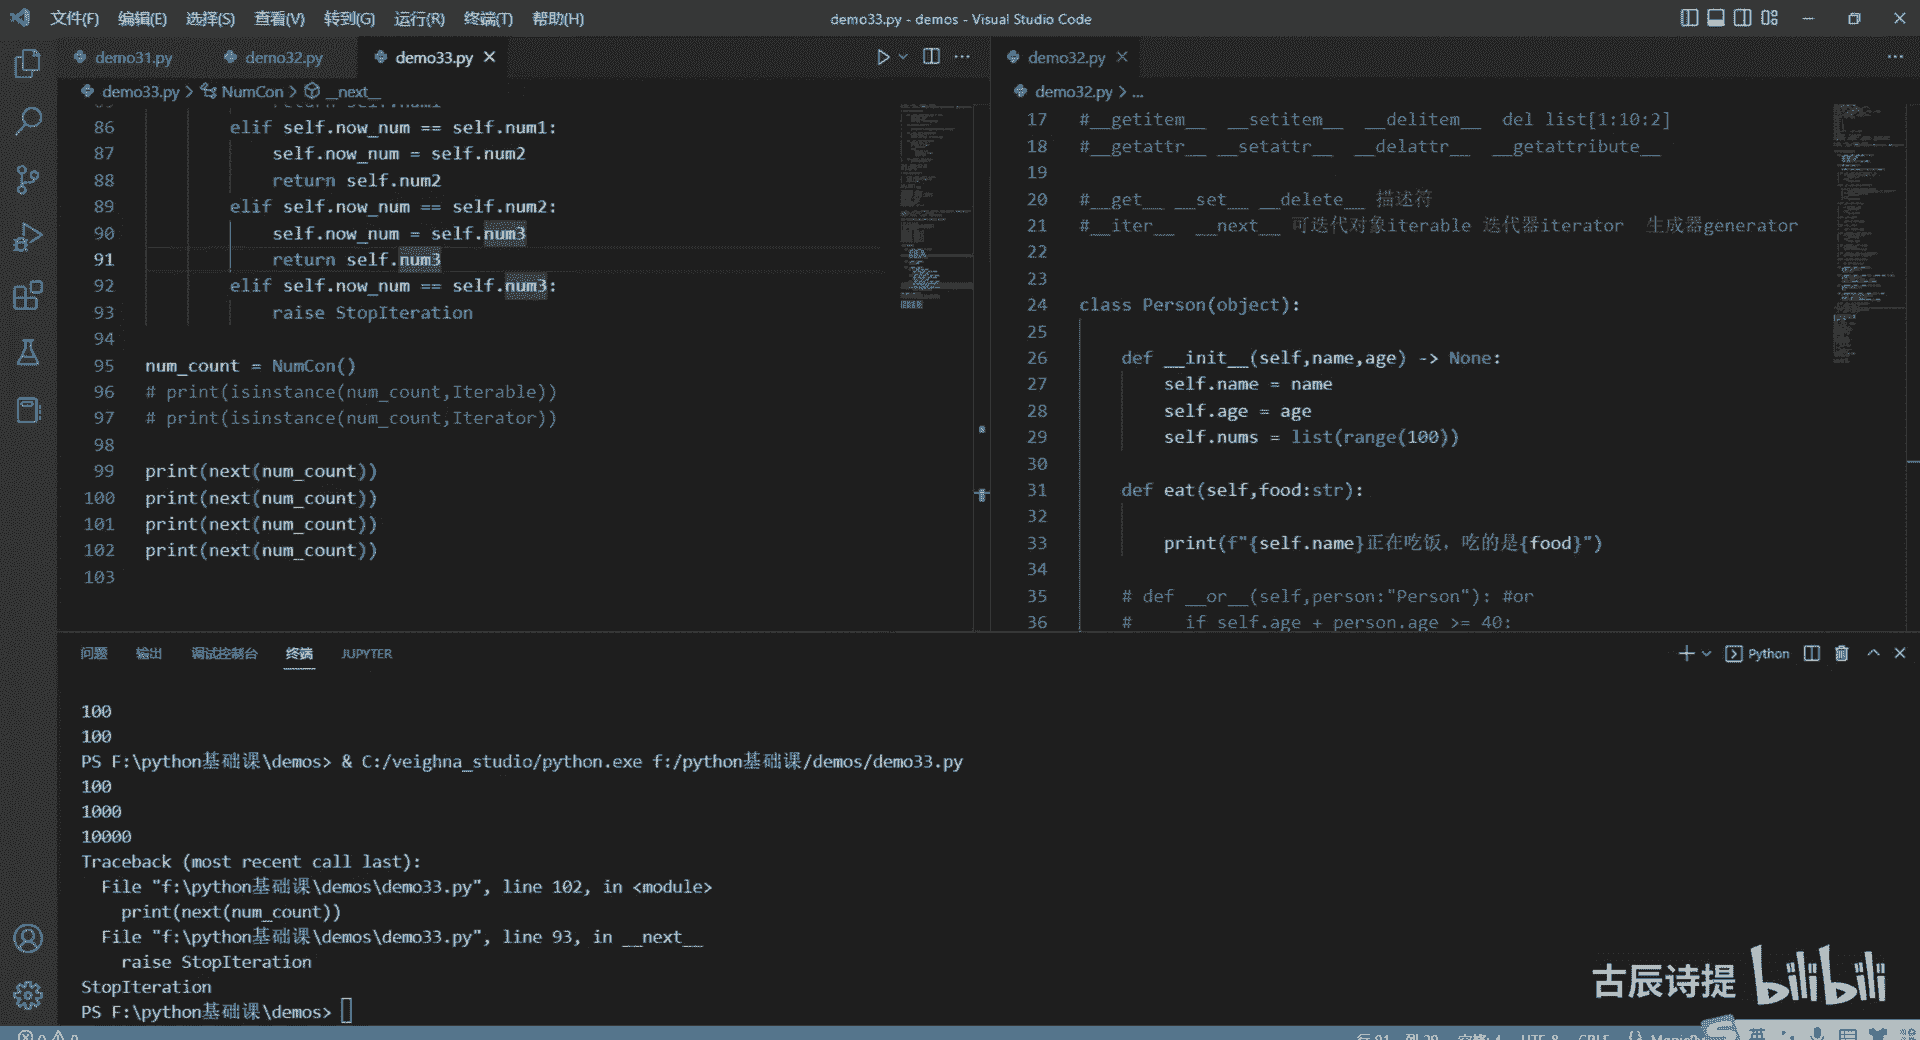 文件(F) 编辑(E) 选择(S) 查看(V) 转到(G) 运行(R) 终端(T) 帮助(H) demo33.py - demos - Visual Studio Code
demo31.py demo32.py demo33.py
demo33.py > NumCon > __next__
86 elif self.now_num == self.num1:
87 self.now_num = self.num2
88 return self.num2
89 elif self.now_num == self.num2:
90 self.now_num = self.num3
91 return self.num3
92 elif self.now_num == self.num3:
93 raise StopIteration
94
95 num_count = NumCon()
96 # print(isinstance(num_count,Iterable))
97 # print(isinstance(num_count,Iterator))
98
99 print(next(num_count))
100 print(next(num_count))
101 print(next(num_count))
102 print(next(num_count))
103
demo32.py
demo32.py > ...
17 #__getitem__ __setitem__ __delitem__ del list[1:10:2]
18 #__getattr__ __setattr__ __delattr__ __getattribute__
19
20 #__get__ __set__ __delete__ 描述符
21 #__iter__ __next__ 可迭代对象iterable 迭代器iterator 生成器generator
22
23
24 class Person(object):
25
26 def __init__(self,name,age) -> None:
27 self.name = name
28 self.age = age
29 self.nums = list(range(100))
30
31 def eat(self,food:str):
32
33 print(f"{self.name}正在吃饭，吃的是{food}")
34
35 # def __or__(self,person:"Person"): #or
36 # if self.age + person.age >= 40:
问题 输出 调试控制台 终端 JUPYTER
Python
100
100
PS F:\python基础课\demos> & C:/veighna_studio/python.exe f:/python基础课/demos/demo33.py
100
1000
10000
Traceback (most recent call last):
File "f:\python基础课\demos\demo33.py", line 102, in <module>
print(next(num_count))
File "f:\python基础课\demos\demo33.py", line 93, in __next__
raise StopIteration
StopIteration
PS F:\python基础课\demos>
古辰诗提 bilibili